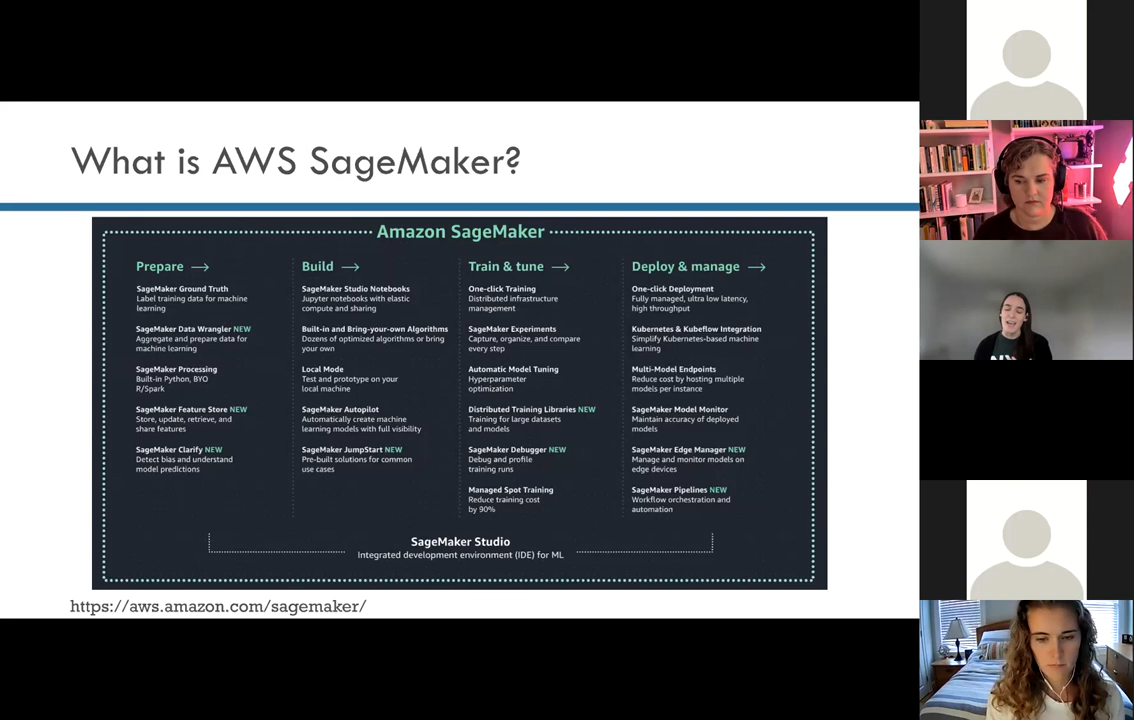 What is AWS SageMaker?
Amazon SageMaker
Prepare →
SageMaker Ground Truth
Label training data for machine
learning
SageMaker Data Wrangler NEW
Aggregate and prepare data for
machine learning
SageMaker Processing
Built-in Python, BYO
R/Spark
SageMaker Feature Store NEW
Store, update, retrieve, and
share features
SageMaker Clarify NEW
Detect bias and understand
model predictions
Build →
SageMaker Studio Notebooks
Jupyter notebooks with elastic
compute and sharing
Built-in and Bring-your-own Algorithms
Dozens of optimized algorithms or bring
your own
Local Mode
Test and prototype on your
local machine
SageMaker Autopilot
Automatically create machine
learning models with full visibility
SageMaker JumpStart NEW
Pre-built solutions for common
use cases
Train & tune →
One-click Training
Distributed infrastructure
management
SageMaker Experiments
Capture, organize, and compare
every step
Automatic Model Tuning
Hyperparameter
optimization
Distributed Training Libraries NEW
Training for large datasets
and models
SageMaker Debugger NEW
Debug and profile
training runs
Managed Spot Training
Reduce training cost
by 90%
Deploy & manage →
One-click Deployment
Fully managed, ultra low latency,
high throughput
Kubernetes & Kubeflow Integration
Simplify Kubernetes-based machine
learning
Multi-Model Endpoints
Reduce cost by hosting multiple
models per instance
SageMaker Model Monitor
Maintain accuracy of deployed
models
SageMaker Edge Manager NEW
Manage and monitor models on
edge devices
SageMaker Pipelines NEW
Workflow orchestration and
automation
SageMaker Studio
Integrated development environment (IDE) for ML
https://aws.amazon.com/sagemaker/